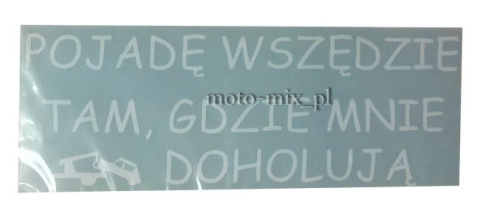 POJADĘ WSZĘDZIE
moto-mix_pl
TAM, GDZIE MNIE
DOHOLUJĄ